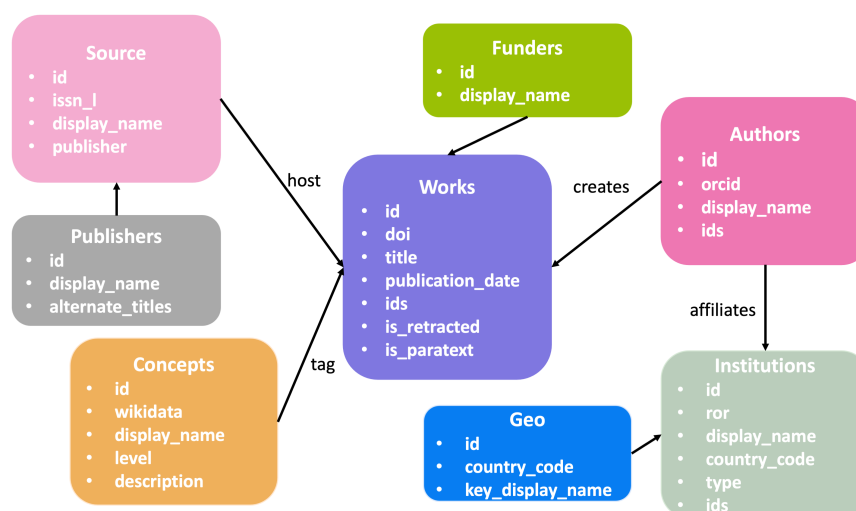 Source
• id
• issn_l
• display_name
• publisher
Funders
• id
• display_name
Authors
• id
• orcid
• display_name
• ids
host
creates
Works
• id
• doi
• title
• publication_date
• ids
• is_retracted
• is_paratext
Publishers
• id
• display_name
• alternate_titles
affiliates
tag
Concepts
• id
• wikidata
• display_name
• level
• description
Geo
• id
• country_code
• key_display_name
Institutions
• id
• ror
• display_name
• country_code
• type
• ids